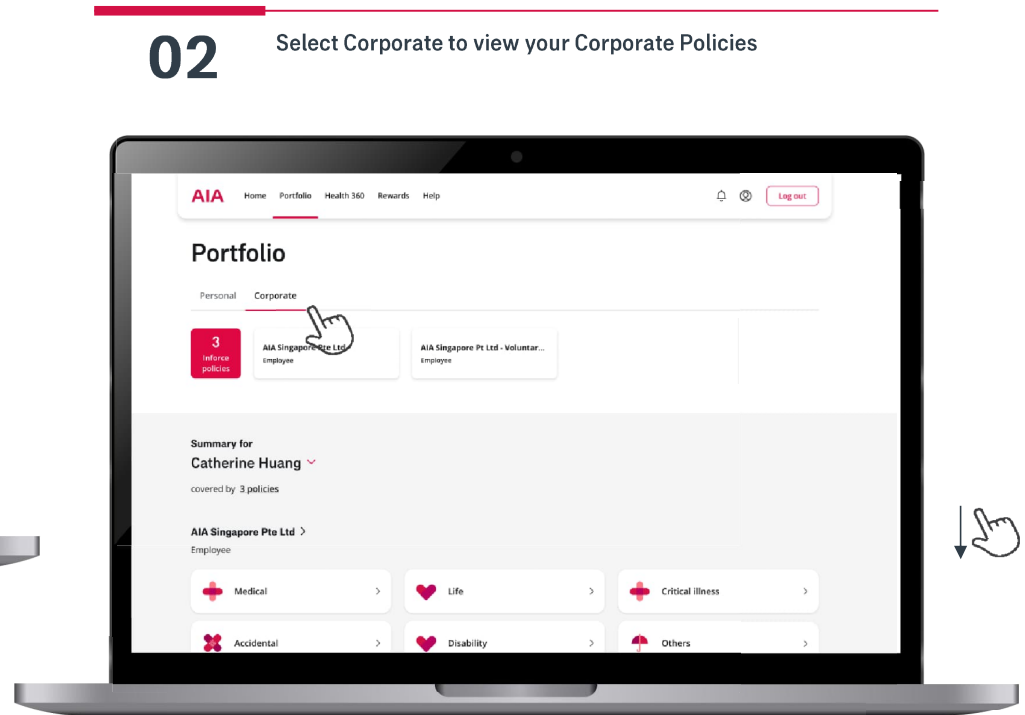 02
Select Corporate to view your Corporate Policies
AIA Home Portfolio Health 360 Rewards Help Log out
Portfolio
Personal Corporate
3
Inforce
policies
AIA Singapore Pte Ltd
Employee
AIA Singapore Pt Ltd - Voluntar...
Employee
Summary for
Catherine Huang
covered by 3 policies
AIA Singapore Pte Ltd >
Employee
Medical >
Life >
Critical illness >
Accidental >
Disability >
Others >